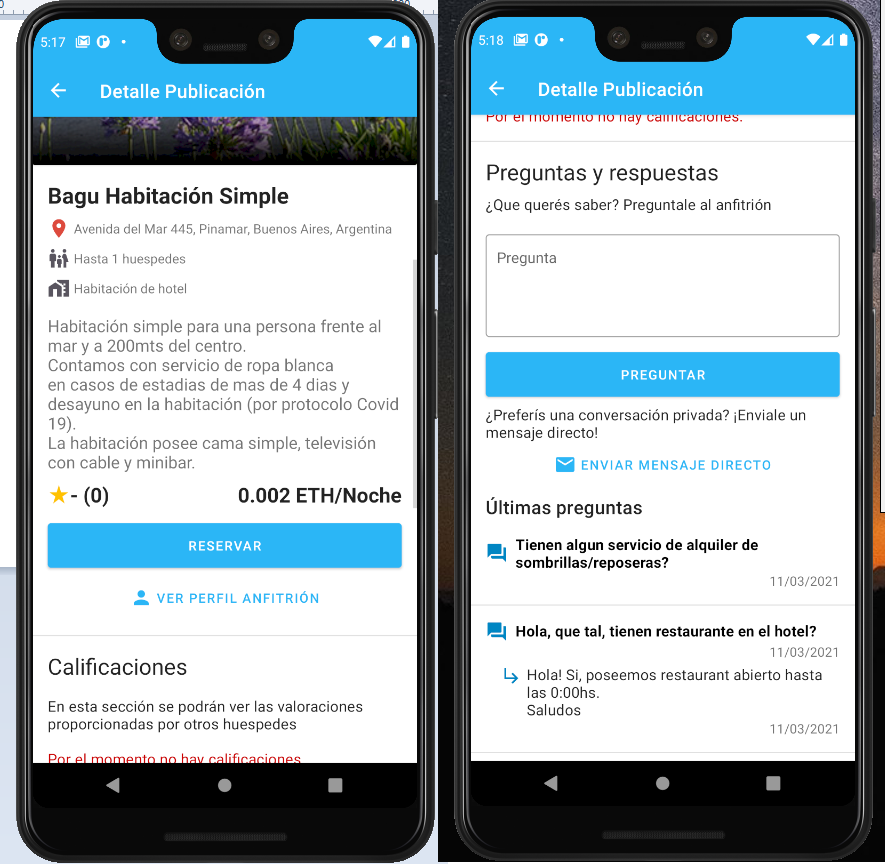 5:17
Detalle Publicación
Bagu Habitación Simple
Avenida del Mar 445, Pinamar, Buenos Aires, Argentina
Hasta 1 huespedes
Habitación de hotel
Habitación simple para una persona frente al
mar y a 200mts del centro.
Contamos con servicio de ropa blanca
en casos de estadias de mas de 4 dias y
desayuno en la habitación (por protocolo Covid
19).
La habitación posee cama simple, televisión
con cable y minibar.
- (0)
0.002 ETH/Noche
RESERVAR
VER PERFIL ANFITRIÓN
Calificaciones
En esta sección se podrán ver las valoraciones
proporcionadas por otros huespedes
Por el momento no hay calificaciones
5:18
Detalle Publicación
Por el momento no hay calificaciones.
Preguntas y respuestas
¿Que querés saber? Preguntale al anfitrión
Pregunta
PREGUNTAR
¿Preferís una conversación privada? ¡Enviale un
mensaje directo!
ENVIAR MENSAJE DIRECTO
Últimas preguntas
Tienen algun servicio de alquiler de
sombrillas/reposeras?
11/03/2021
Hola, que tal, tienen restaurante en el hotel?
11/03/2021
Hola! Si, poseemos restaurant abierto hasta
las 0:00hs.
Saludos
11/03/2021